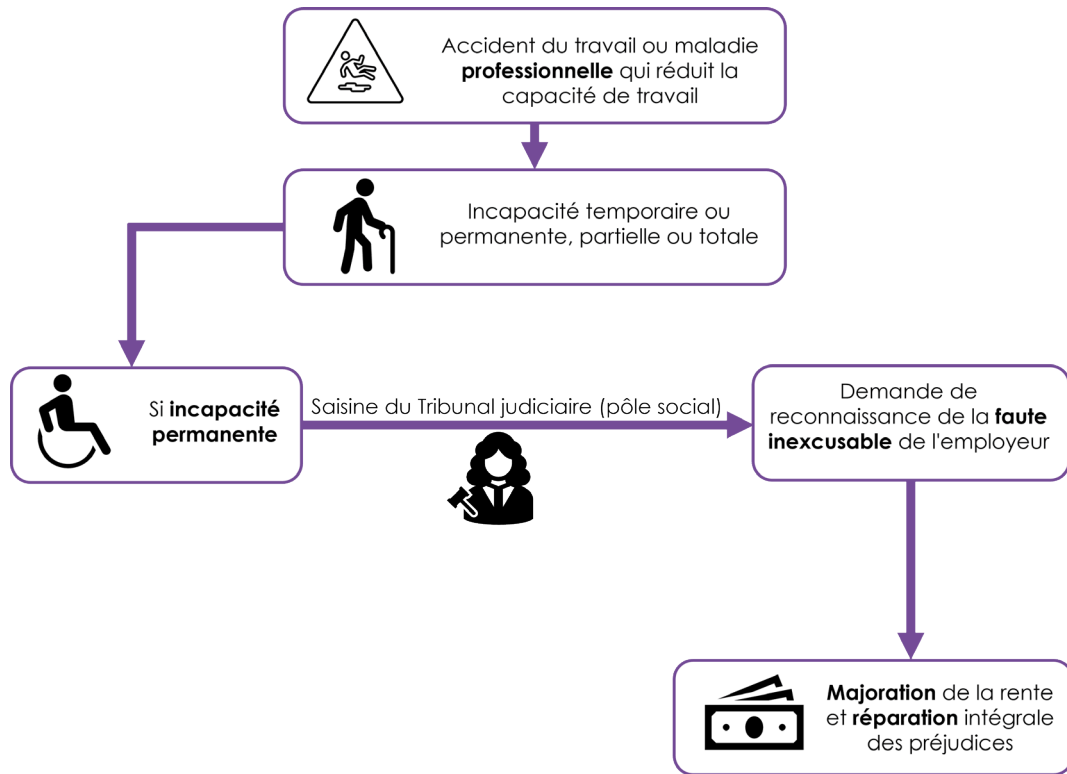 Accident du travail ou maladie
professionnelle qui réduit la
capacité de travail
Incapacité temporaire ou
permanente, partielle ou totale
Si incapacité
permanente
Saisine du Tribunal judiciaire (pôle social)
Demande de
reconnaissance de la faute
inexcusable de l'employeur
Majoration de la rente
et réparation intégrale
des préjudices